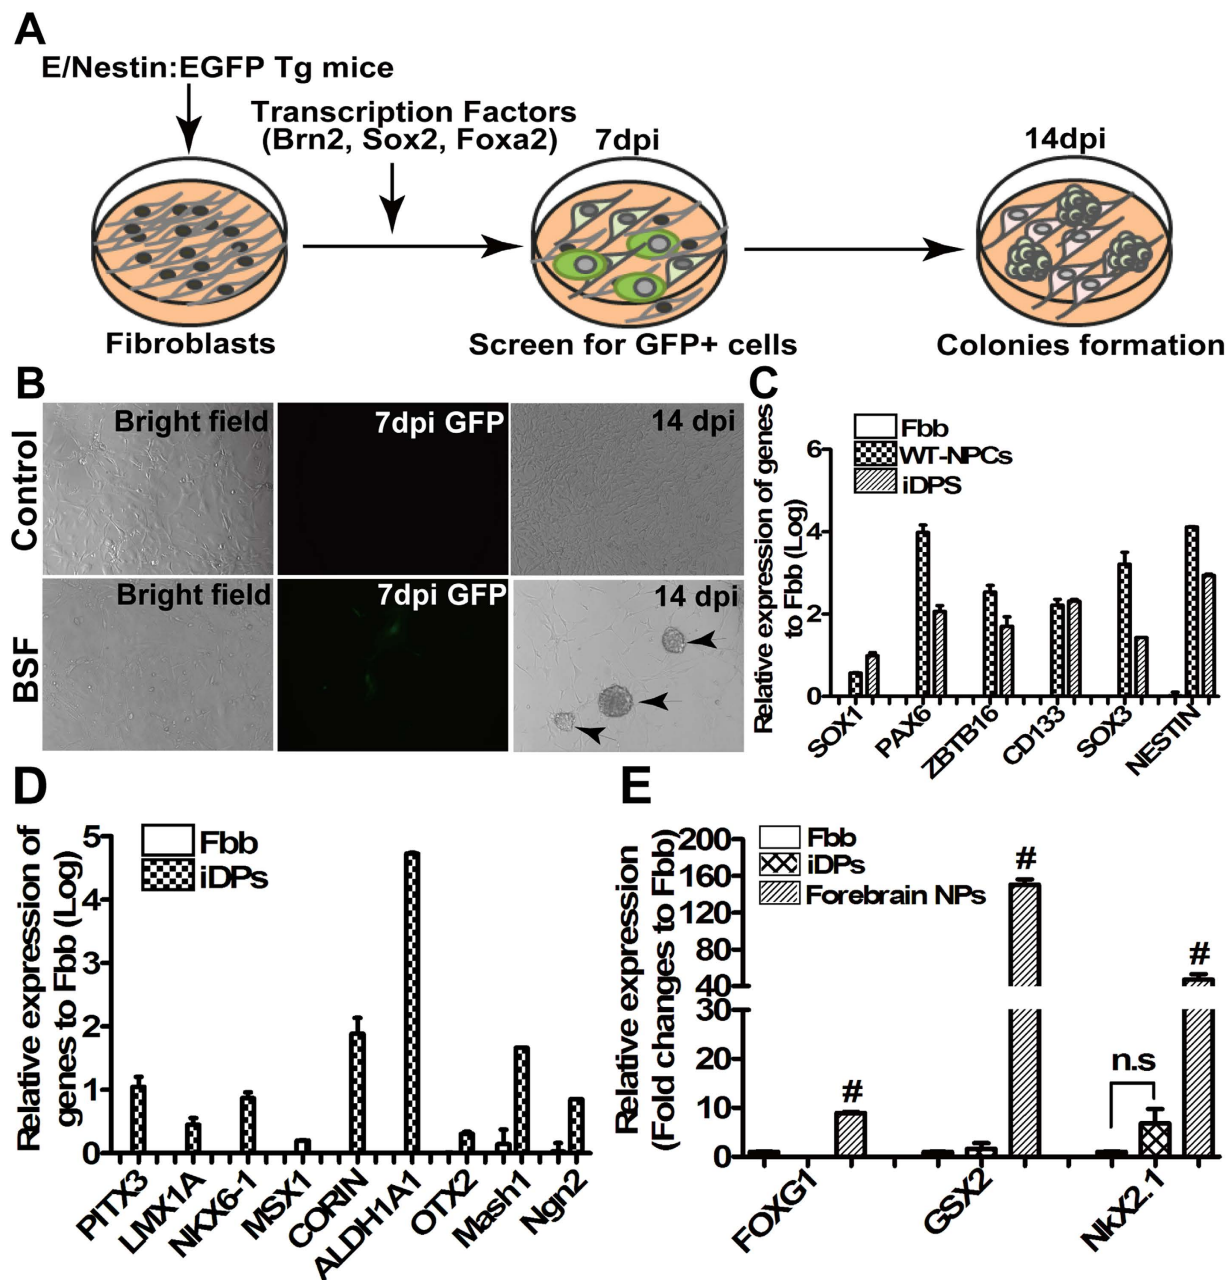 A
E/Nestin:EGFP Tg mice
Transcription Factors
(Brn2, Sox2, Foxa2)
7dpi
14dpi
Fibroblasts
Screen for GFP+ cells
Colonies formation
B
Control
Bright field
7dpi GFP
14 dpi
BSF
Bright field
7dpi GFP
14 dpi
C
Relative expression of genes
to Fbb (Log)
Fbb
WT-NPCs
iDPS
6
4
2
0
SOX1
PAX6
ZBTB16
CD133
SOX3
NESTIN
D
Relative expression of
genes to Fbb (Log)
Fbb
iDPs
5
4
3
2
1
0
PITX3
LMX1A
NKX6-1
MSX1
CORIN
ALDH1A1
OTX2
Mash1
Ngn2
E
Relative expression
(Fold changes to Fbb)
Fbb
iDPs
Forebrain NPs
200
160
120
80
40
30
20
10
0
#
#
n.s
#
FOXG1
GSX2
NkX2.1